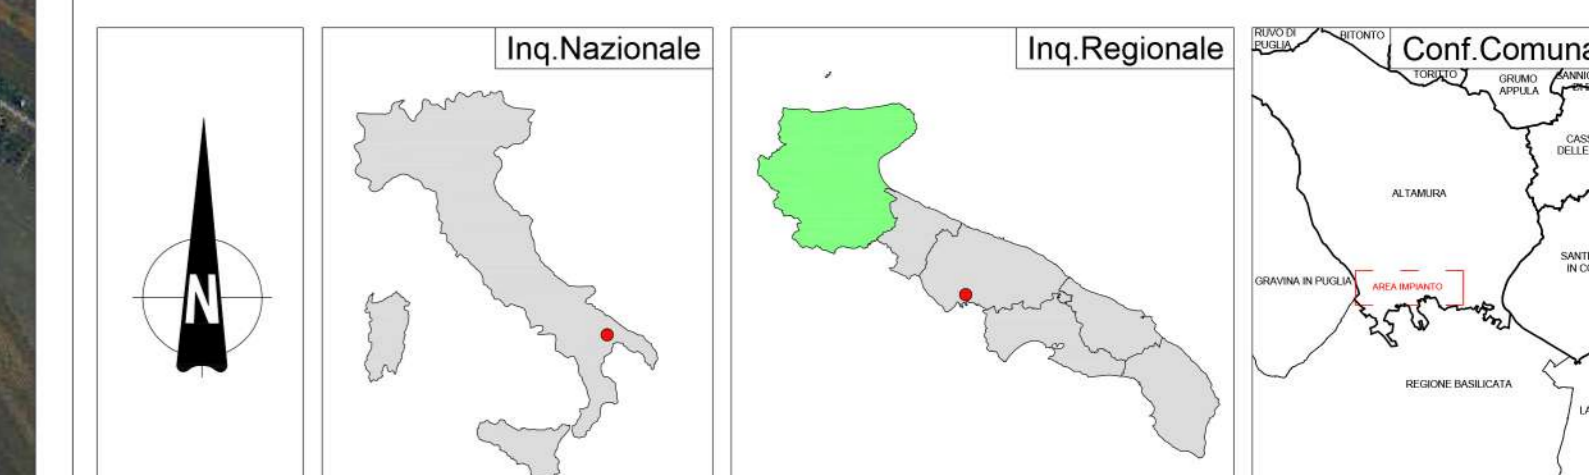 N
Inq.Nazionale
Inq.Regionale
Conf.Comuna
RUVO DI
PUGLIA
BITONTO
TORITTO
GRUMO
APPULA
ALTAMURA
GRAVINA IN PUGLIA
AREA IMPIANTO
REGIONE BASILICATA